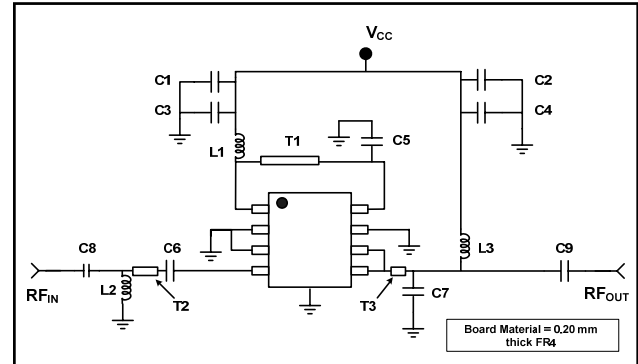 VCC
C1
C2
C3
C4
L1
T1
C5
C8
C6
L3
C9
RFIN
L2
T2
T3
C7
RFOUT
Board Material = 0,20 mm
thick FR4